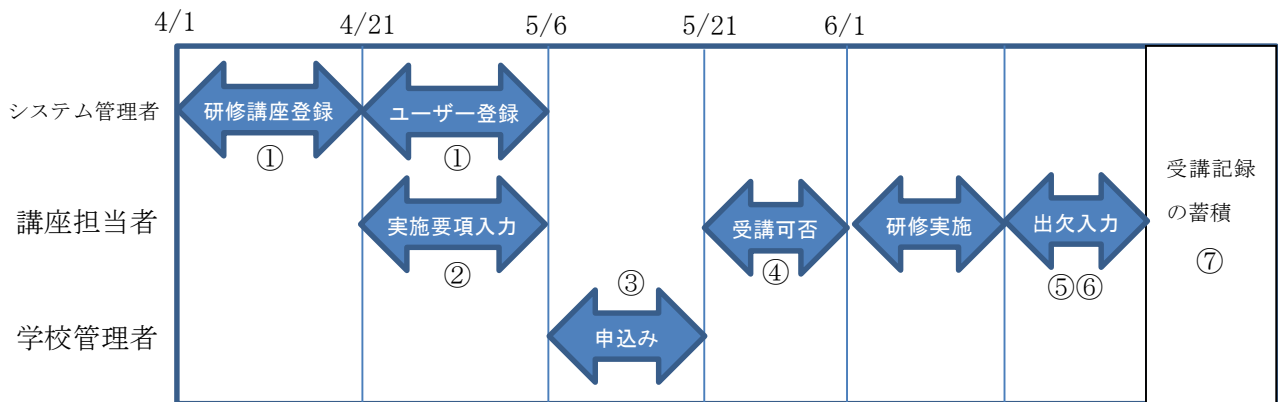 4/1
4/21
5/6
5/21
6/1
システム管理者
研修講座登録
①
ユーザー登録
①
講座担当者
実施要項入力
②
受講可否
④
研修実施
出欠入力
⑤⑥
受講記録
の蓄積
⑦
学校管理者
③
申込み